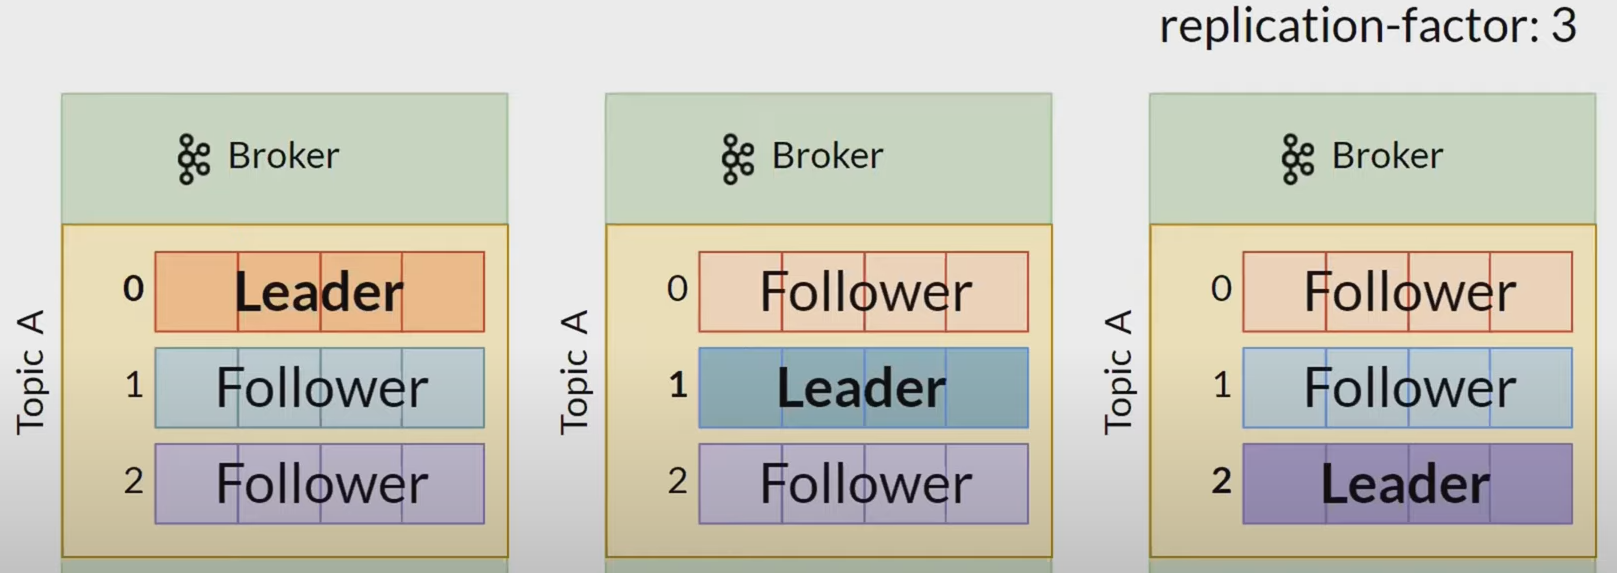 replication-factor: 3
Broker
Topic A
0 Leader
1 Follower
2 Follower
Broker
Topic A
0 Follower
1 Leader
2 Follower
Broker
Topic A
0 Follower
1 Follower
2 Leader